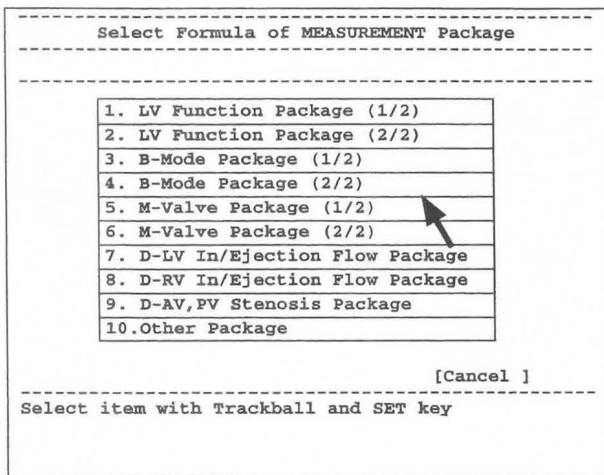 Select Formula of MEASUREMENT Package
1. LV Function Package (1/2)
2. LV Function Package (2/2)
3. B-Mode Package (1/2)
4. B-Mode Package (2/2)
5. M-Valve Package (1/2)
6. M-Valve Package (2/2)
7. D-LV In/Ejection Flow Package
8. D-RV In/Ejection Flow Package
9. D-AV,PV Stenosis Package
10.Other Package
[Cancel ]
Select item with Trackball and SET key